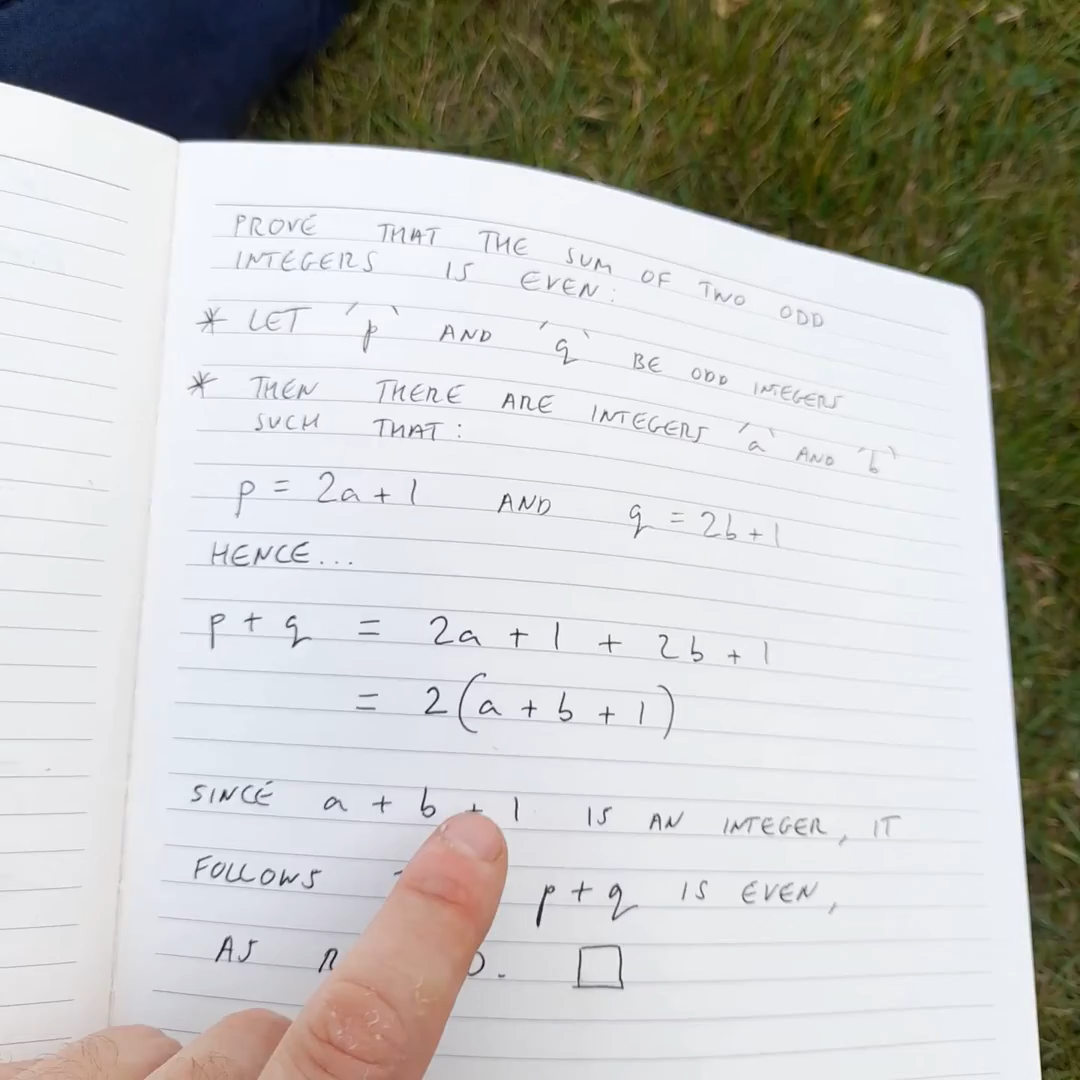 PROVE THAT THE SUM OF TWO ODD
INTEGERS IS EVEN:
* LET 'p' AND 'q' BE ODD INTEGERS
* THEN THERE ARE INTEGERS 'a' AND 'b'
SUCH THAT:
p = 2a + 1 AND q = 2b + 1
HENCE...
p + q = 2a + 1 + 2b + 1
= 2(a + b + 1)
SINCE a + b + 1 IS AN INTEGER, IT
FOLLOWS p + q IS EVEN,
AS □